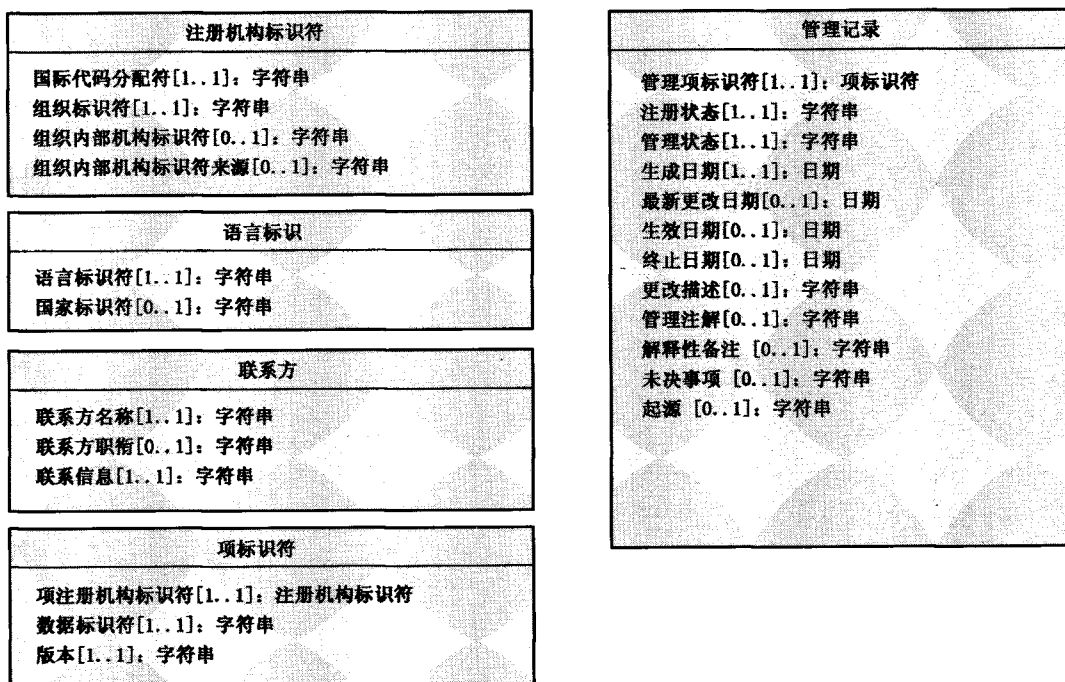 注册机构标识符
国际代码分配符[1..1]：字符串
组织标识符[1..1]：字符串
组织内部机构标识符[0..1]：字符串
组织内部机构标识符来源[0..1]：字符串
语言标识
语言标识符[1..1]：字符串
国家标识符[0..1]：字符串
联系方
联系方名称[1..1]：字符串
联系方职衔[0..1]：字符串
联系信息[1..1]：字符串
项标识符
项注册机构标识符[1..1]：注册机构标识符
数据标识符[1..1]：字符串
版本[1..1]：字符串
管理记录
管理项标识符[1..1]：项标识符
注册状态[1..1]：字符串
管理状态[1..1]：字符串
生成日期[1..1]：日期
最新更改日期[0..1]：日期
生效日期[0..1]：日期
终止日期[0..1]：日期
更改描述[0..1]：字符串
管理注解[0..1]：字符串
解释性备注 [0..1]：字符串
未决事项 [0..1]：字符串
起源 [0..1]：字符串